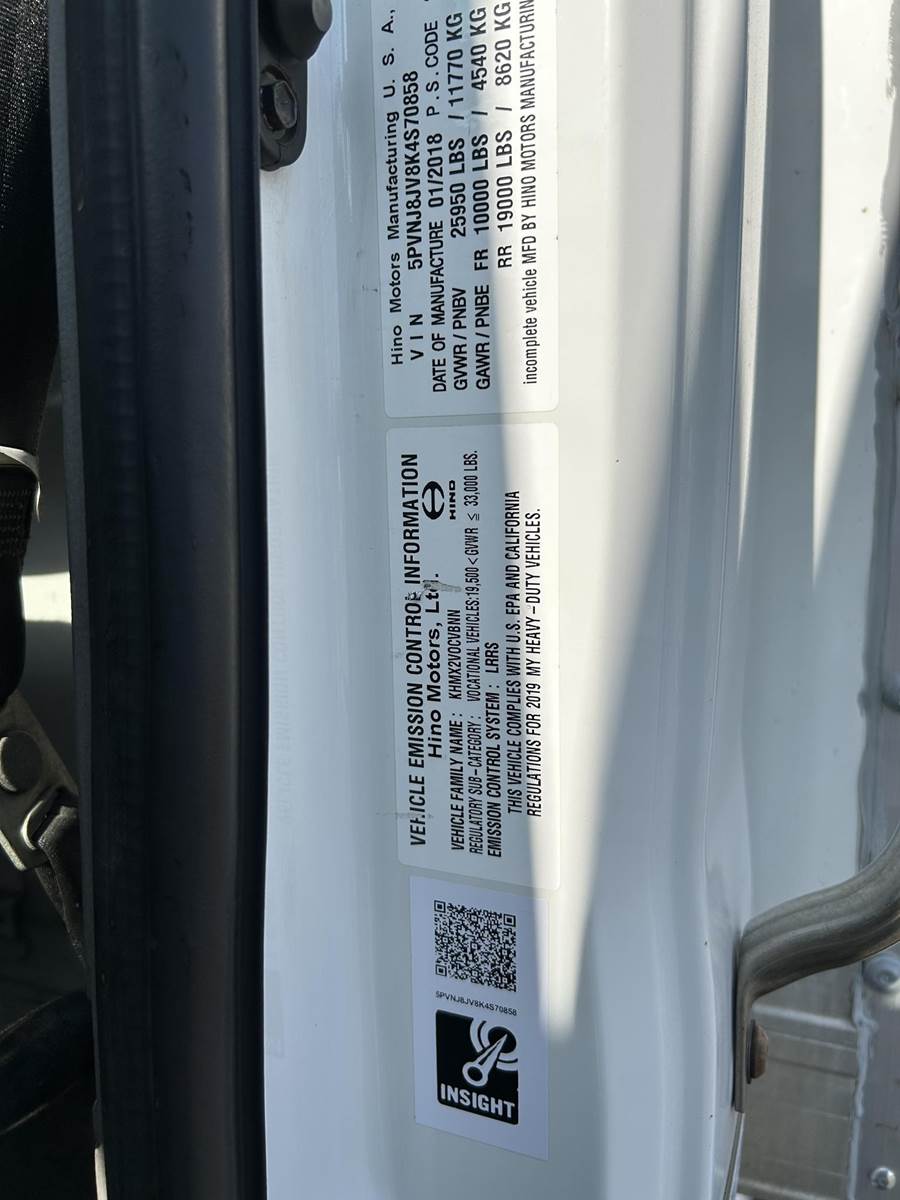 Hino Motors Manufacturing U. S. A.,
VIN 5PVNJ8JV8K4S70858
DATE OF MANUFACTURE 01/2018 P.S.CODE
GVWR / PNBV 25950 LBS / 11770 KG
GAWR / PNBE FR 10000 LBS / 4540 KG
RR 19000 LBS / 8620 KG
incomplete vehicle MFD BY HINO MOTORS
VEHICLE EMISSION CONTROL INFORMATION
Hino Motors, Ltd. HINO
VEHICLE FAMILY NAME : KHMX2VOCVBNN
REGULATORY SUB-CATEGORY : VOCATIONAL VEHICLES:19,500 < GVWR ≤ 33,000 LBS.
EMISSION CONTROL SYSTEM : LRRS
THIS VEHICLE COMPLIES WITH U.S. EPA AND CALIFORNIA
REGULATIONS FOR 2019 MY HEAVY-DUTY VEHICLES.
5PVNJ8JV8K4S70858
INSIGHT